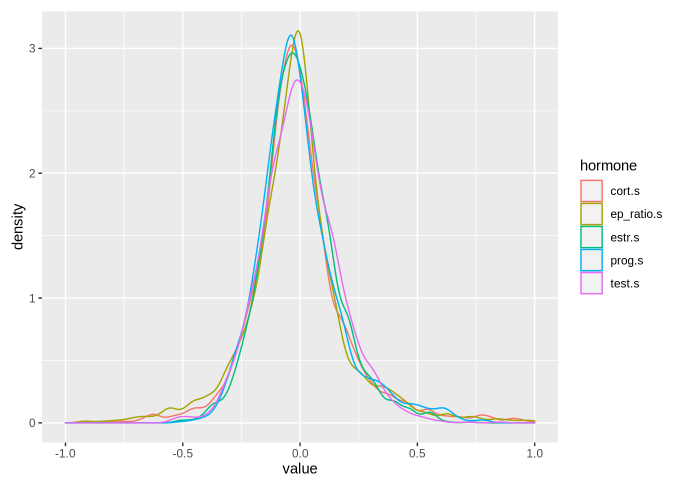 3
2
1
0
density
-1.0
-0.5
0.0
0.5
1.0
value
hormone
cort.s
ep_ratio.s
estr.s
prog.s
test.s